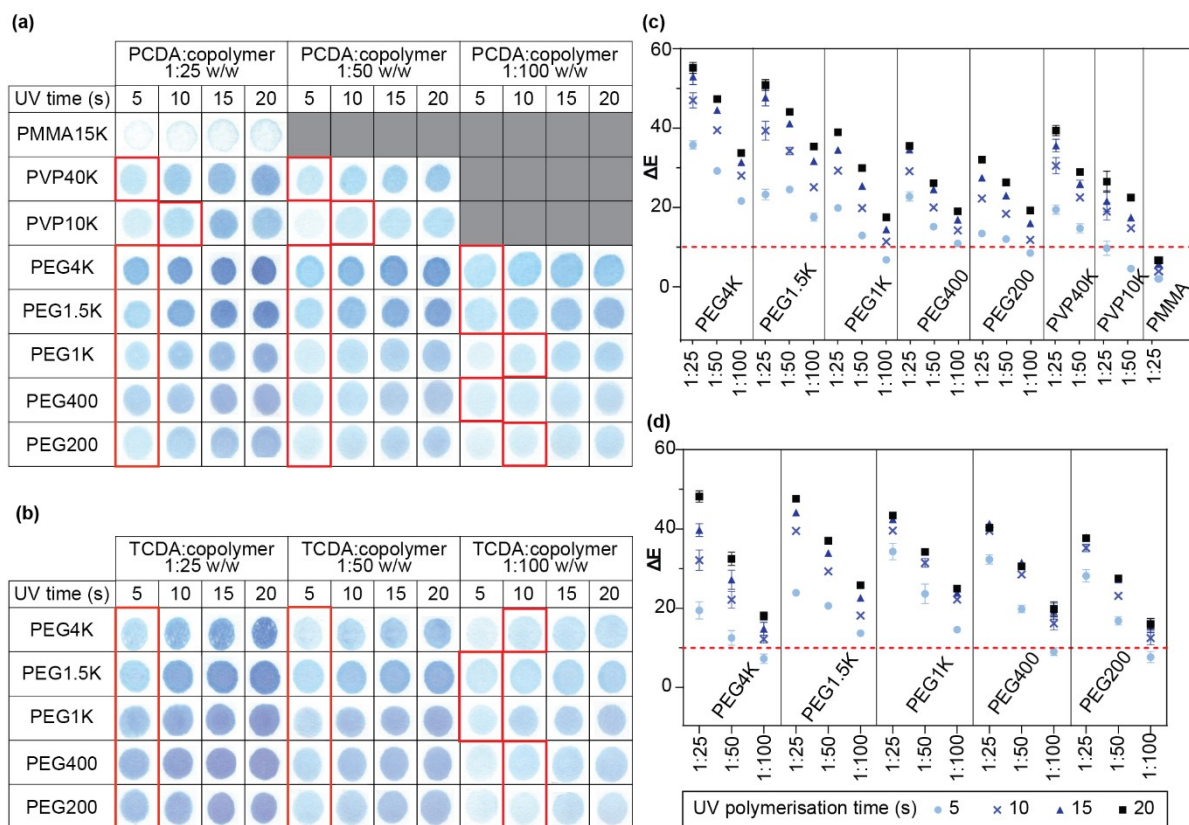 (a)
PCDA:copolymer 1:25 w/w PCDA:copolymer 1:50 w/w PCDA:copolymer 1:100 w/w
UV time (s) 5 10 15 20 5 10 15 20 5 10 15 20
PMMA15K
PVP40K
PVP10K
PEG4K
PEG1.5K
PEG1K
PEG400
PEG200
(b)
TCDA:copolymer 1:25 w/w TCDA:copolymer 1:50 w/w TCDA:copolymer 1:100 w/w
UV time (s) 5 10 15 20 5 10 15 20 5 10 15 20
PEG4K
PEG1.5K
PEG1K
PEG400
PEG200
(c)
60
40
20
0
ΔE
PEG4K PEG1.5K PEG1K PEG400 PEG200 PVP40K PVP10K PMMA
1:25 1:50 1:100 1:25 1:50 1:100 1:25 1:50 1:100 1:25 1:50 1:100 1:25 1:50 1:100 1:25 1:50 1:25 1:50 1:25
(d)
60
40
20
0
ΔE
PEG4K PEG1.5K PEG1K PEG400 PEG200
1:25 1:50 1:100 1:25 1:50 1:100 1:25 1:50 1:100 1:25 1:50 1:100 1:25 1:50 1:100
UV polymerisation time (s) 5 10 15 20